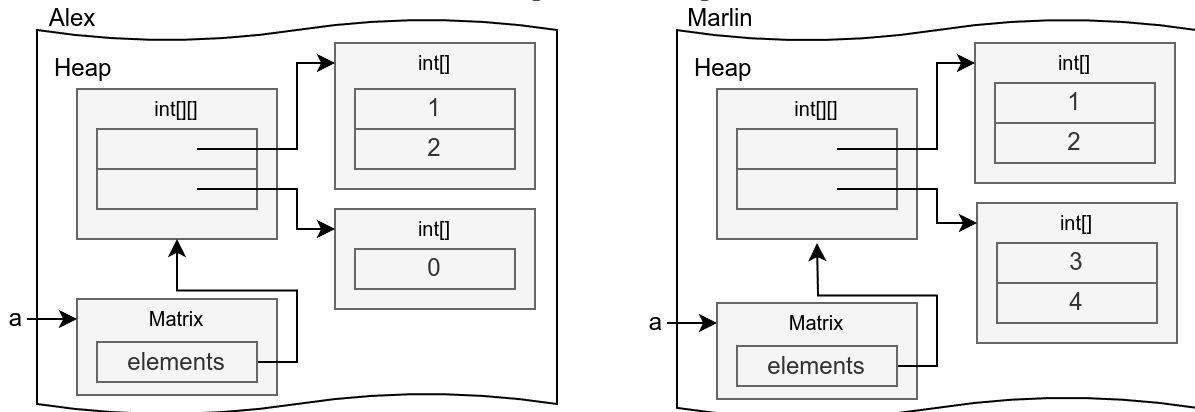 Alex
Heap
int[]
int[][]
1
2
int[]
0
a
Matrix
elements
Marlin
Heap
int[]
int[][]
1
2
int[]
3
4
a
Matrix
elements